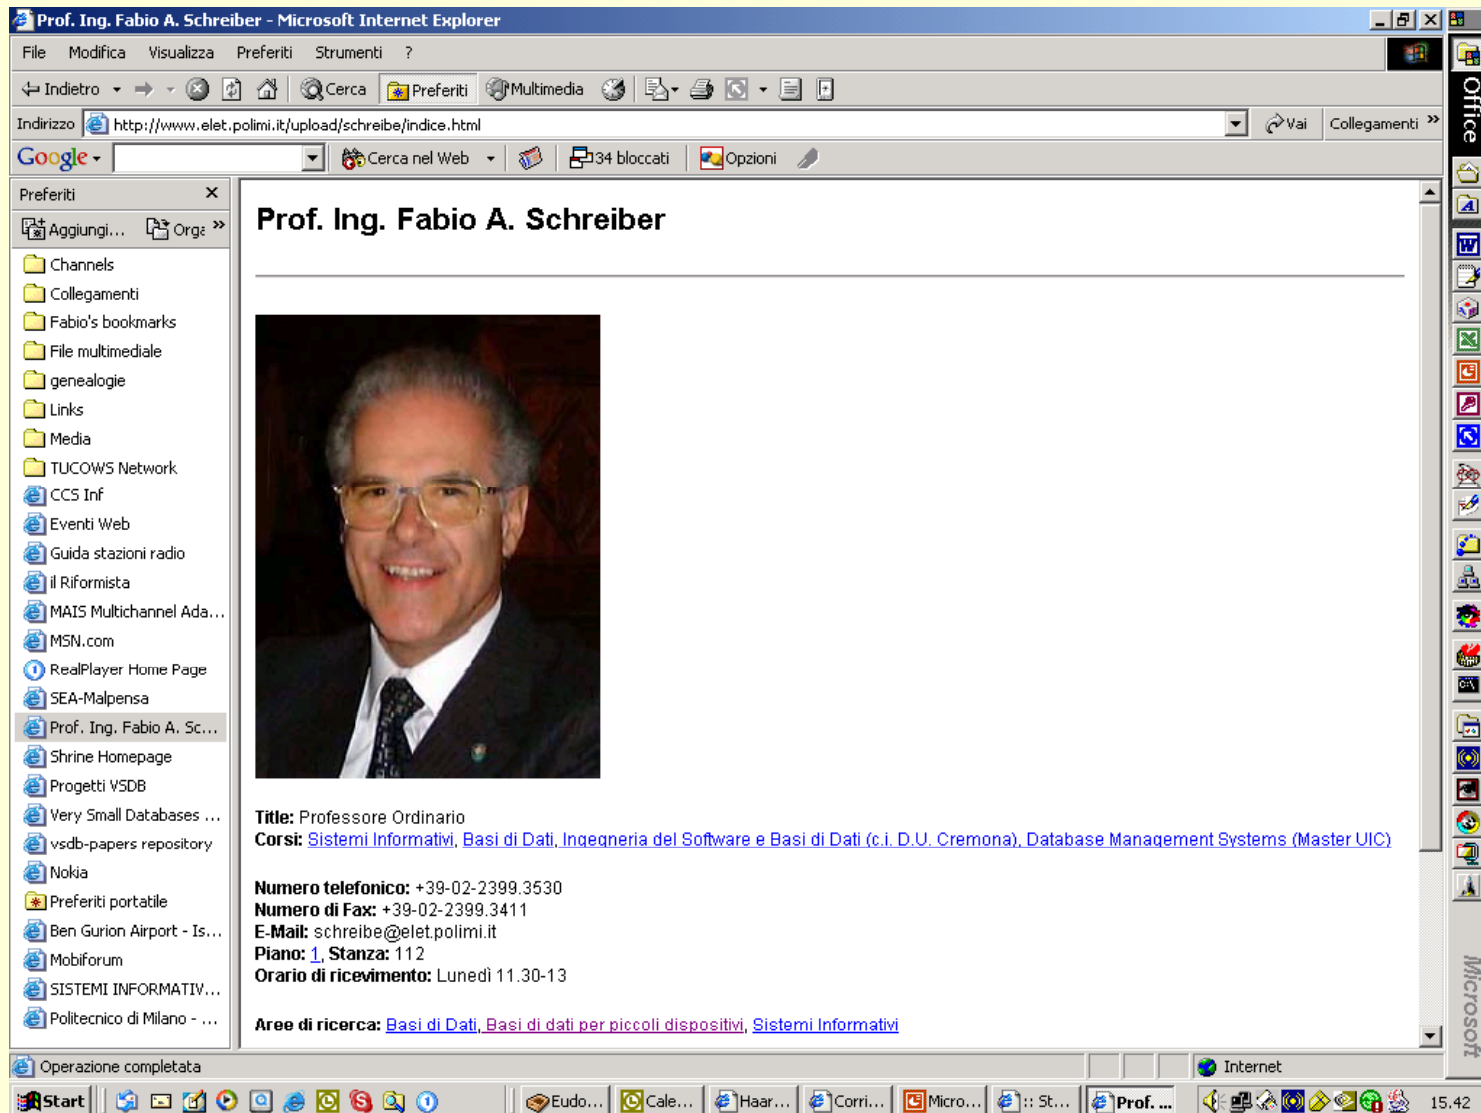 Prof. Ing. Fabio A. Schreiber - Microsoft Internet Explorer
File Modifica Visualizza Preferiti Strumenti ?
Indietro Cerca Preferiti Multimedia
Indirizzo http://www.elet.polimi.it/upload/schreibe/indice.html Vai Collegamenti »
Google Cerca nel Web 34 bloccati Opzioni
Preferiti
Aggiungi... Orga »
Channels
Collegamenti
Fabio's bookmarks
File multimediale
genealogie
Links
Media
TUCOWS Network
CCS Inf
Eventi Web
Guida stazioni radio
il Riformista
MAIS Multichannel Ada...
MSN.com
RealPlayer Home Page
SEA-Malpensa
Prof. Ing. Fabio A. Sc...
Shrine Homepage
Progetti VSDB
Very Small Databases ...
vsdb-papers repository
Nokia
Preferiti portatile
Ben Gurion Airport - Is...
Mobiforum
SISTEMI INFORMATIV...
Politecnico di Milano - ...
Prof. Ing. Fabio A. Schreiber
Title: Professore Ordinario
Corsi: Sistemi Informativi, Basi di Dati, Ingegneria del Software e Basi di Dati (c.i. D.U. Cremona), Database Management Systems (Master UIC)
Numero telefonico: +39-02-2399.3530
Numero di Fax: +39-02-2399.3411
E-Mail: schreibe@elet.polimi.it
Piano: 1, Stanza: 112
Orario di ricevimento: Lunedì 11.30-13
Aree di ricerca: Basi di Dati, Basi di dati per piccoli dispositivi, Sistemi Informativi
Office
Microsoft
Operazione completata Internet
Start Eudo... Cale... Haar... Corri... Micro... :: St... Prof. ... 15.42